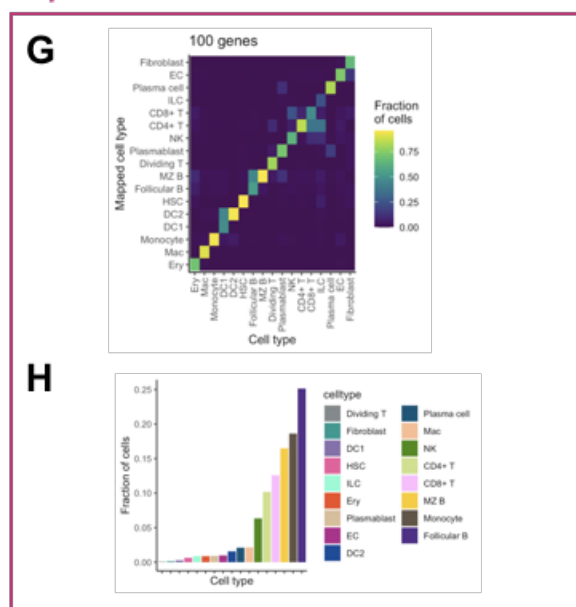 G
100 genes
Mapped cell type
Fibroblast
EC
Plasma cell
ILC
CD8+ T
CD4+ T
NK
Plasmablast
Dividing T
MZ B
Follicular B
HSC
DC2
DC1
Monocyte
Mac
Ery
Ery
Mac
Monocyte
DC1
DC2
HSC
Follicular B
MZ B
Dividing T
Plasmablast
NK
CD4+ T
CD8+ T
ILC
Plasma cell
EC
Fibroblast
Cell type
Fraction
of cells
0.75
0.50
0.25
0.00
H
Fraction of cells
0.25
0.20
0.15
0.10
0.05
0.00
Cell type
celltype
Dividing T
Fibroblast
DC1
HSC
ILC
Ery
Plasmablast
EC
DC2
Plasma cell
Mac
NK
CD4+ T
CD8+ T
MZ B
Monocyte
Follicular B